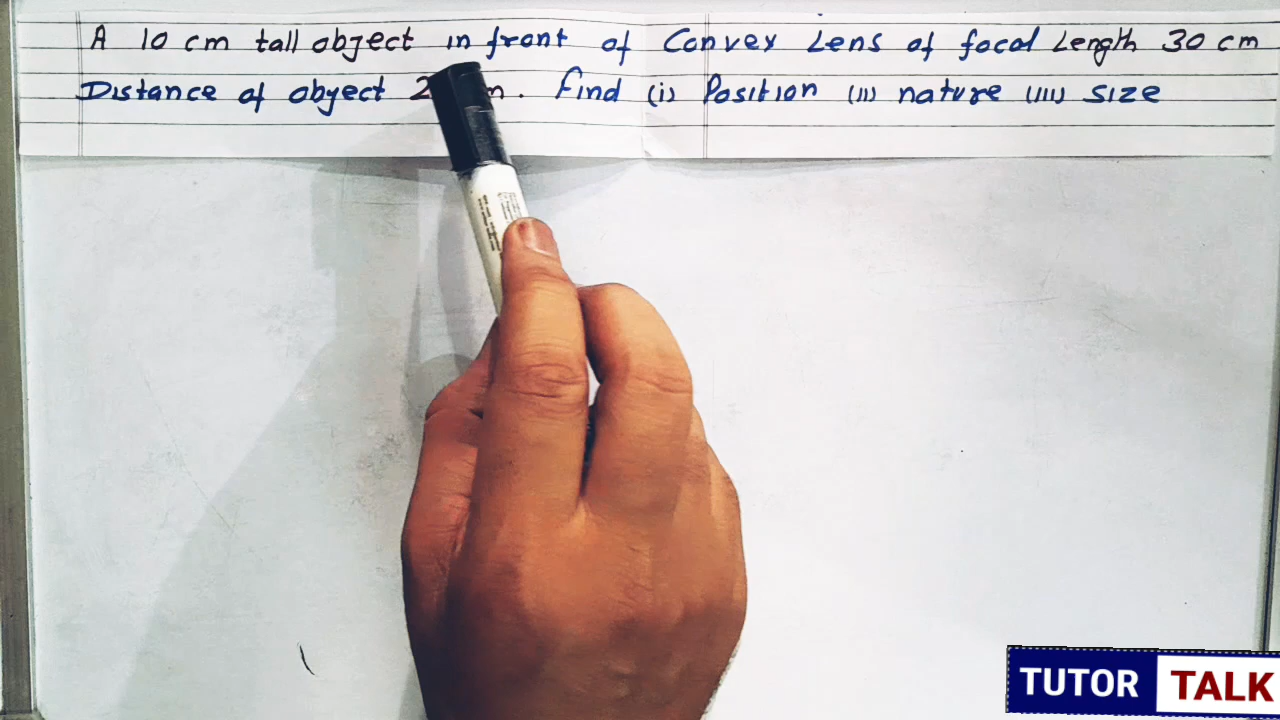 A 10 cm tall object in front of Convex Lens of focal Length 30 cm
Distance of object 2 m. Find (i) Position (ii) nature (iii) size
TUTOR TALK